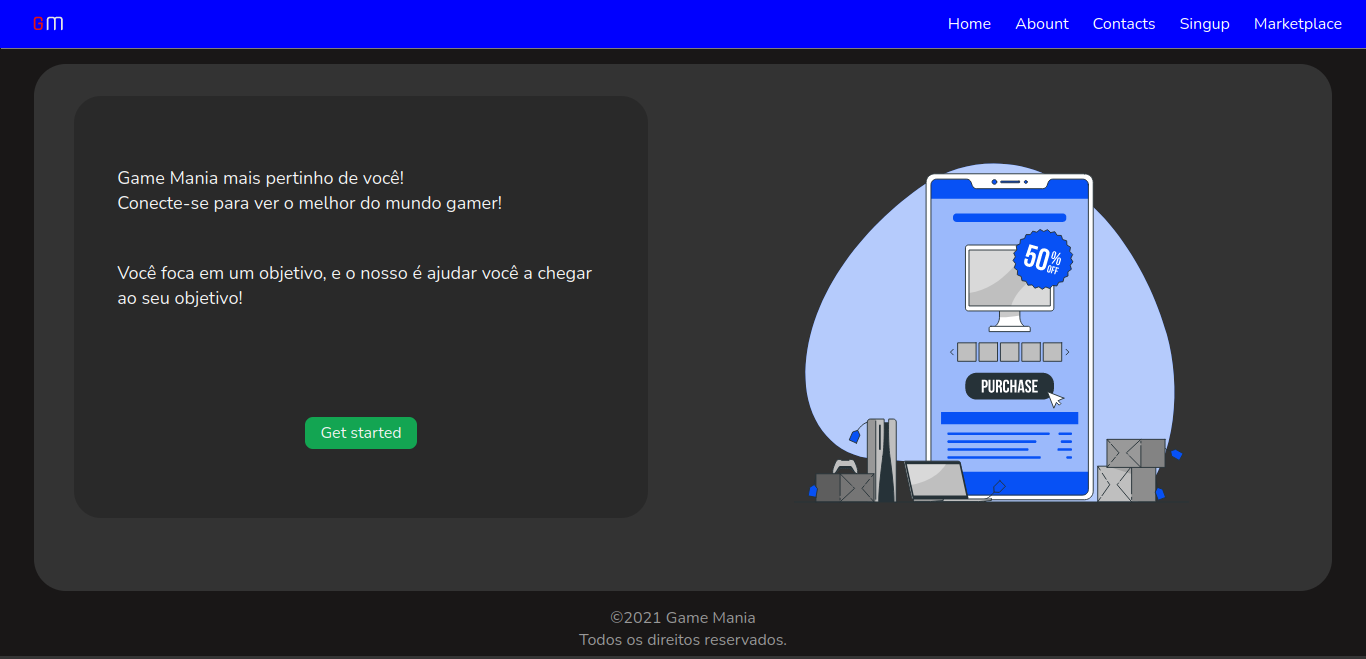 GM
Home Abount Contacts Singup Marketplace
Game Mania mais pertinho de você!
Conecte-se para ver o melhor do mundo gamer!
Você foca em um objetivo, e o nosso é ajudar você a chegar
ao seu objetivo!
Get started
50% OFF
PURCHASE
©2021 Game Mania
Todos os direitos reservados.